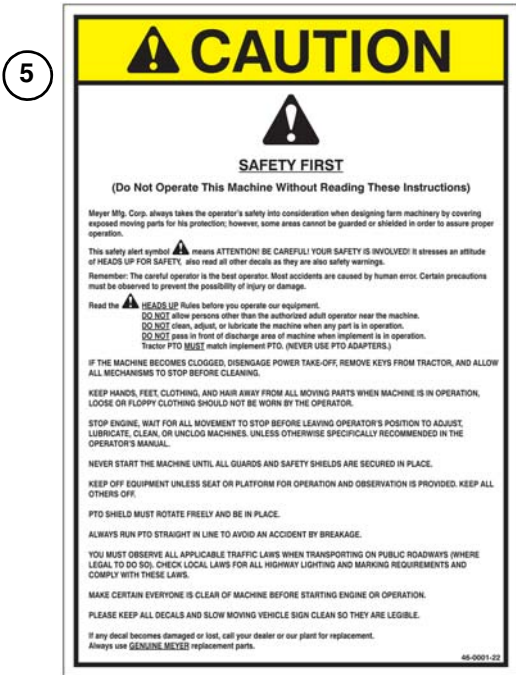 5
CAUTION
SAFETY FIRST
(Do Not Operate This Machine Without Reading These Instructions)
Meyer Mfg. Corp. always takes the operator's safety into consideration when designing farm machinery by covering
exposed moving parts for his protection; however, some areas cannot be guarded or shielded in order to assure proper
operation.
This safety alert symbol means ATTENTION! BE CAREFUL! YOUR SAFETY IS INVOLVED! It stresses an attitude
of HEADS UP FOR SAFETY, also read all other decals as they are also safety warnings.
Remember: The careful operator is the best operator. Most accidents are caused by human error. Certain precautions
must be observed to prevent the possibility of injury or damage.
Read the HEADS UP Rules before you operate our equipment.
DO NOT allow persons other than the authorized adult operator near the machine.
DO NOT clean, adjust, or lubricate the machine when any part is in operation.
DO NOT pass in front of discharge area of machine when implement is in operation.
Tractor PTO MUST match implement PTO. (NEVER USE PTO ADAPTERS.)
IF THE MACHINE BECOMES CLOGGED, DISENGAGE POWER TAKE-OFF, REMOVE KEYS FROM TRACTOR, AND ALLOW
ALL MECHANISMS TO STOP BEFORE CLEANING.
KEEP HANDS, FEET, CLOTHING, AND HAIR AWAY FROM ALL MOVING PARTS WHEN MACHINE IS IN OPERATION,
LOOSE OR FLOPPY CLOTHING SHOULD NOT BE WORN BY THE OPERATOR.
STOP ENGINE, WAIT FOR ALL MOVEMENT TO STOP BEFORE LEAVING OPERATOR'S POSITION TO ADJUST,
LUBRICATE, CLEAN, OR UNCLOG MACHINES. UNLESS OTHERWISE SPECIFICALLY RECOMMENDED IN THE
OPERATOR'S MANUAL.
NEVER START THE MACHINE UNTIL ALL GUARDS AND SAFETY SHIELDS ARE SECURED IN PLACE.
KEEP OFF EQUIPMENT UNLESS SEAT OR PLATFORM FOR OPERATION AND OBSERVATION IS PROVIDED. KEEP ALL
OTHERS OFF.
PTO SHIELD MUST ROTATE FREELY AND BE IN PLACE.
ALWAYS RUN PTO STRAIGHT IN LINE TO AVOID AN ACCIDENT BY BREAKAGE.
YOU MUST OBSERVE ALL APPLICABLE TRAFFIC LAWS WHEN TRANSPORTING ON PUBLIC ROADWAYS (WHERE
LEGAL TO DO SO). CHECK LOCAL LAWS FOR ALL HIGHWAY LIGHTING AND MARKING REQUIREMENTS AND
COMPLY WITH THESE LAWS.
MAKE CERTAIN EVERYONE IS CLEAR OF MACHINE BEFORE STARTING ENGINE OR OPERATION.
PLEASE KEEP ALL DECALS AND SLOW MOVING VEHICLE SIGN CLEAN SO THEY ARE LEGIBLE.
If any decal becomes damaged or lost, call your dealer or our plant for replacement.
Always use GENUINE MEYER replacement parts.
46-0001-22